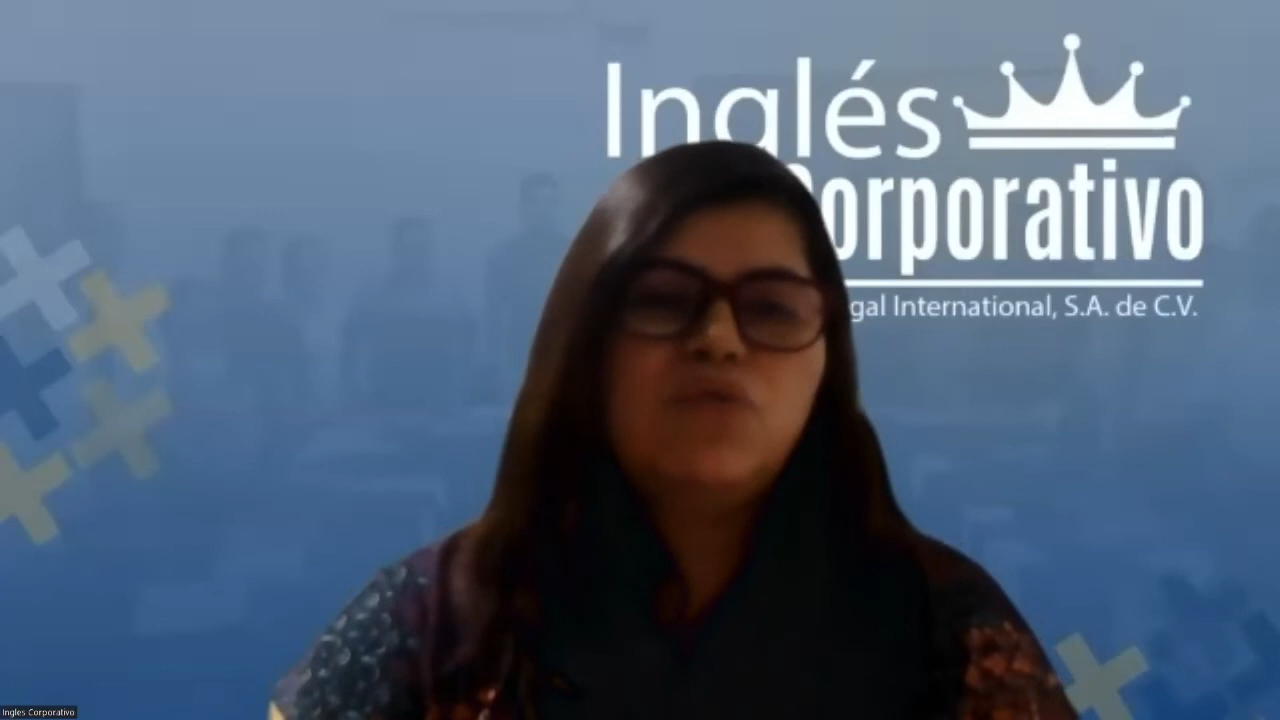 Inglés
Corporativo
gal International, S.A. de C.V.
Ingles Corporativo